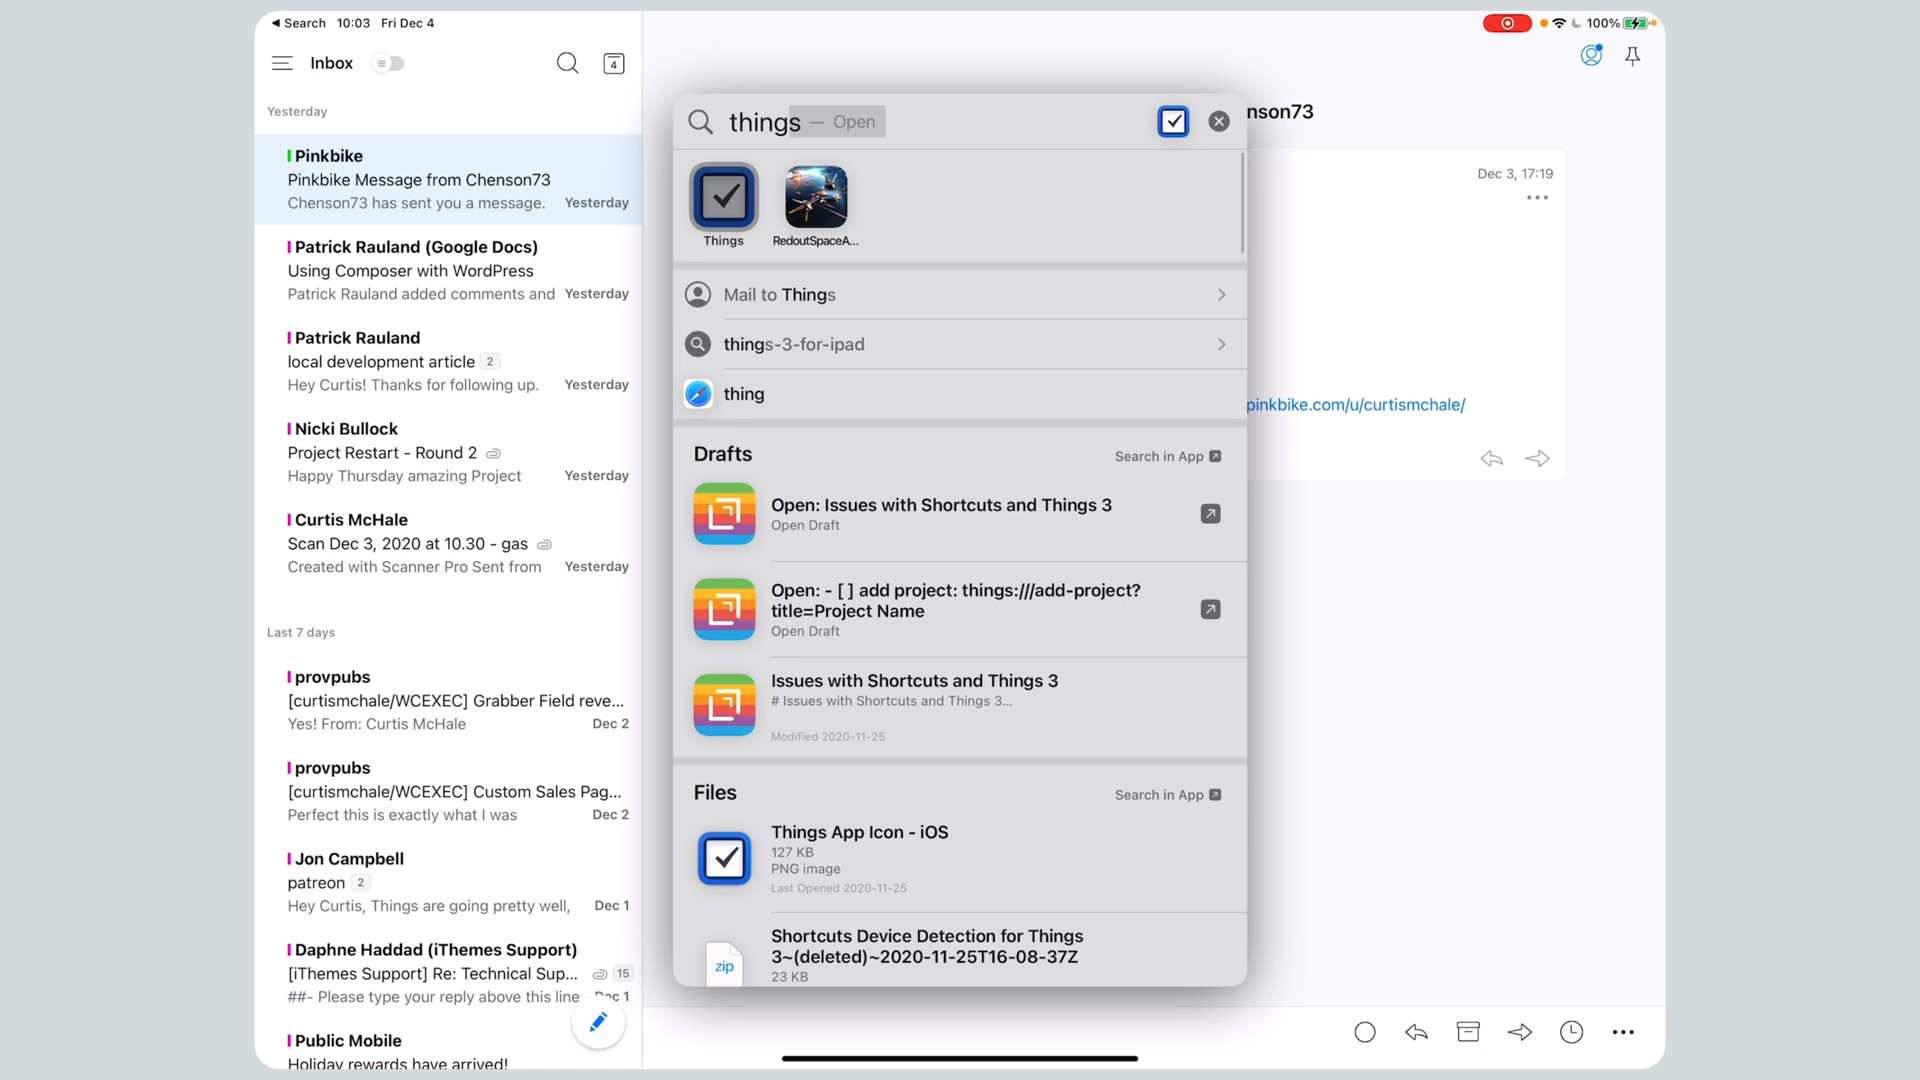 Search 10:03 Fri Dec 4
100%
Inbox
4
Yesterday
Pinkbike
Pinkbike Message from Chenson73
Chenson73 has sent you a message. Yesterday
Patrick Rauland (Google Docs)
Using Composer with WordPress
Patrick Rauland added comments and Yesterday
Patrick Rauland
local development article 2
Hey Curtis! Thanks for following up. Yesterday
Nicki Bullock
Project Restart - Round 2
Happy Thursday amazing Project Yesterday
Curtis McHale
Scan Dec 3, 2020 at 10.30 - gas
Created with Scanner Pro Sent from Yesterday
Last 7 days
provpubs
[curtismchale/WCEXEC] Grabber Field reve...
Yes! From: Curtis McHale Dec 2
provpubs
[curtismchale/WCEXEC] Custom Sales Pag...
Perfect this is exactly what I was Dec 2
Jon Campbell
patreon 2
Hey Curtis, Things are going pretty well, Dec 1
Daphne Haddad (iThemes Support)
[iThemes Support] Re: Technical Sup... 15
##- Please type your reply above this line Dec 1
Public Mobile
Holiday rewards have arrived!
things — Open
Things
RedoutSpaceA...
Mail to Things
things-3-for-ipad
thing
Drafts
Search in App
Open: Issues with Shortcuts and Things 3
Open Draft
Open: - [ ] add project: things:///add-project?
title=Project Name
Open Draft
Issues with Shortcuts and Things 3
# Issues with Shortcuts and Things 3...
Modified 2020-11-25
Files
Search in App
Things App Icon - iOS
127 KB
PNG image
Last Opened 2020-11-25
zip
Shortcuts Device Detection for Things
3~(deleted)~2020-11-25T16-08-37Z
23 KB
nson73
Dec 3, 17:19
pinkbike.com/u/curtismchale/